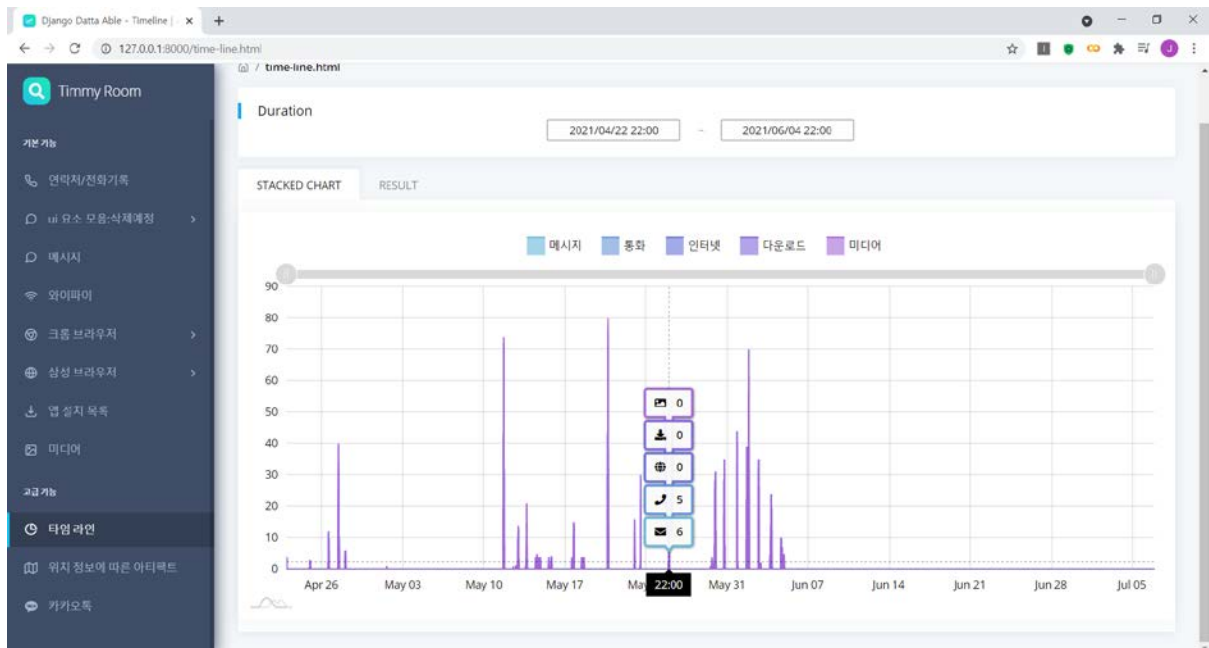 Django Datta Able - Timeline |
127.0.0.1:8000/time-line.html
J
Timmy Room
기본 기능
연락처/전화기록
ui 요소 모음:삭제예정
메시지
와이파이
크롬 브라우저
삼성 브라우저
앱 설치 목록
미디어
고급 기능
타임 라인
위치 정보에 따른 아티팩트
카카오톡
/ time-line.html
Duration
2021/04/22 22:00 - 2021/06/04 22:00
STACKED CHART RESULT
메시지 통화 인터넷 다운로드 미디어
90
80
70
60
50
40
30
20
10
0
0
0
0
5
6
Apr 26 May 03 May 10 May 17 May 22:00 May 31 Jun 07 Jun 14 Jun 21 Jun 28 Jul 05